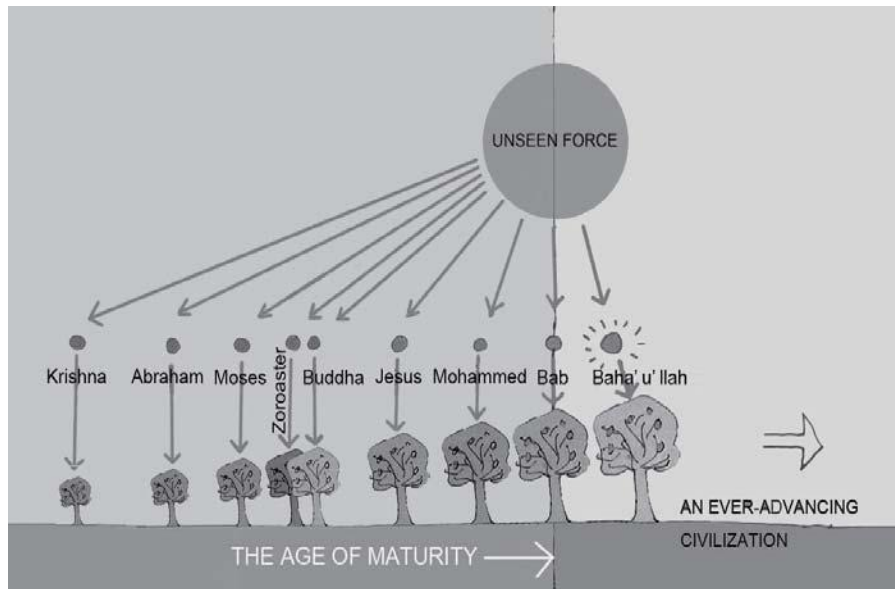 UNSEEN FORCE
Krishna
Abraham
Moses
Zoroaster
Buddha
Jesus
Mohammed
Bab
Baha' u' llah
AN EVER-ADVANCING
CIVILIZATION
THE AGE OF MATURITY